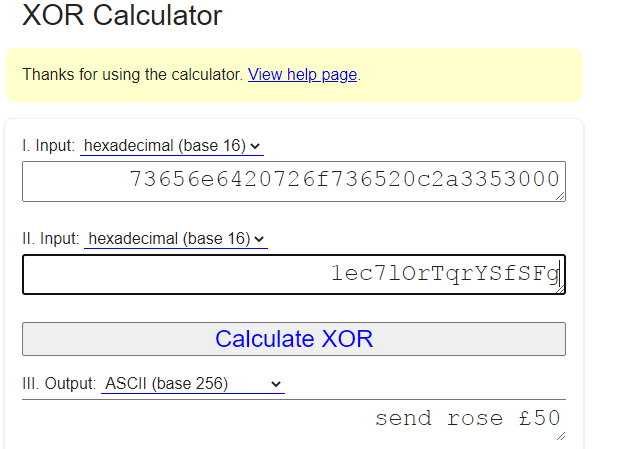 XOR Calculator
Thanks for using the calculator. View help page.
I. Input: hexadecimal (base 16)
73656e6420726f736520c2a3353000
II. Input: hexadecimal (base 16)
1ec7lOrTqrYSfSFg
Calculate XOR
III. Output: ASCII (base 256)
send rose £50